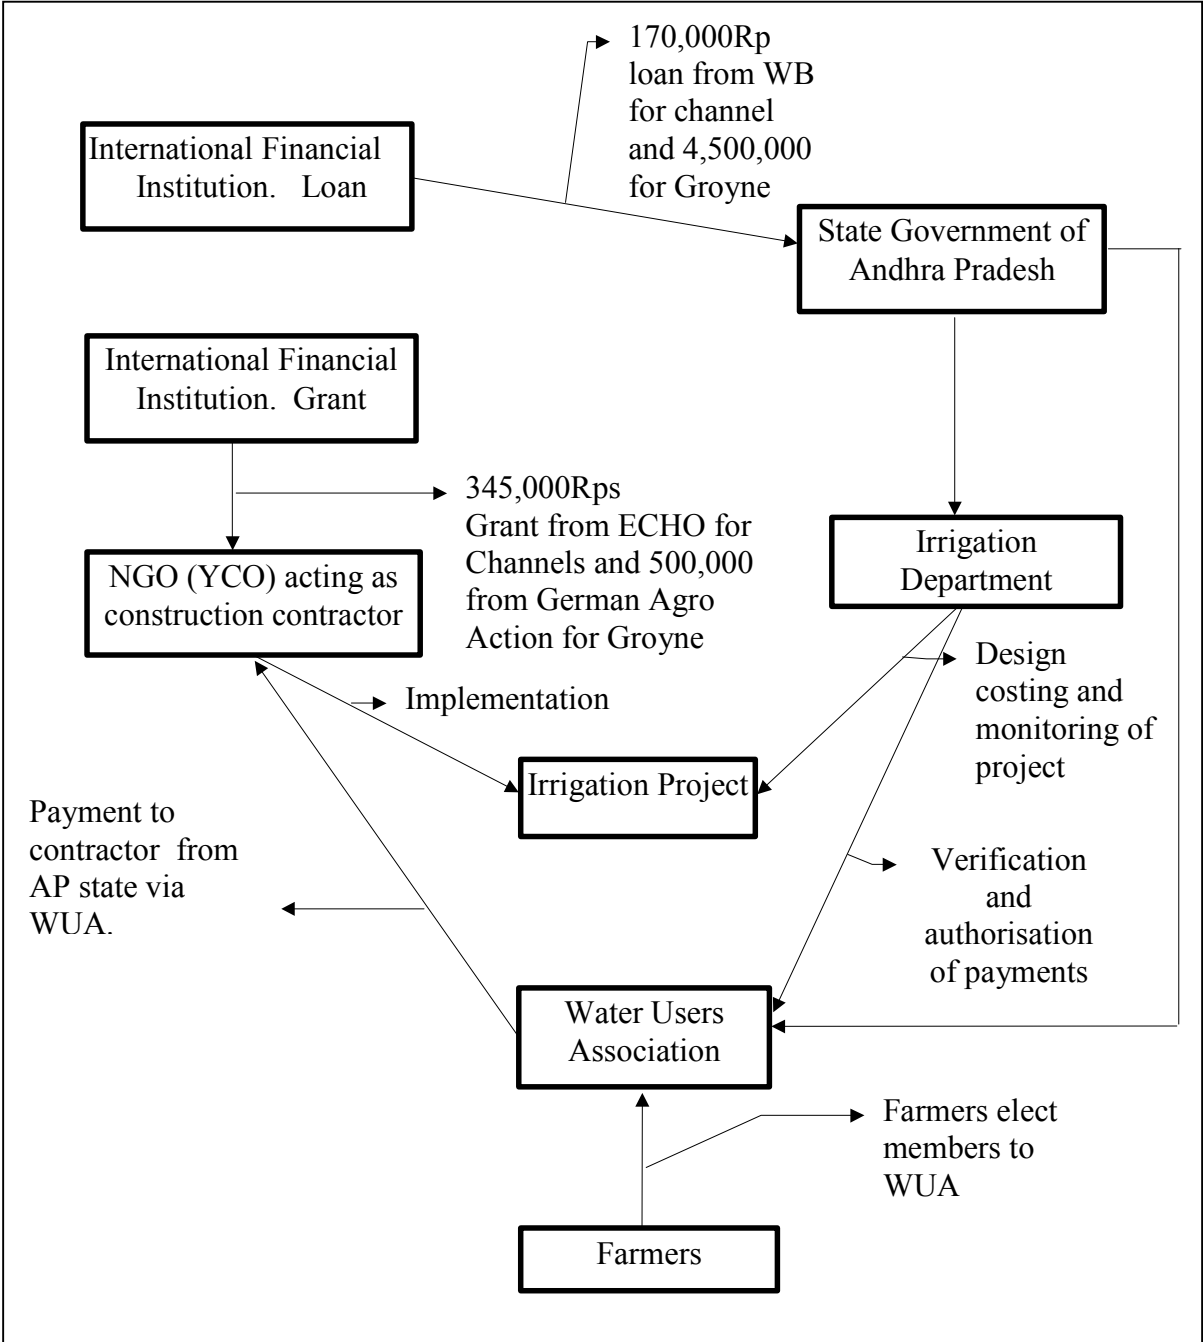 170,000Rp
loan from WB
for channel
and 4,500,000
for Groyne
International Financial
Institution. Loan
State Government of
Andhra Pradesh
International Financial
Institution. Grant
345,000Rps
Grant from ECHO for
Channels and 500,000
from German Agro
Action for Groyne
NGO (YCO) acting as
construction contractor
Irrigation
Department
Design
costing and
monitoring of
project
Implementation
Irrigation Project
Payment to
contractor from
AP state via
WUA.
Verification
and
authorisation
of payments
Water Users
Association
Farmers elect
members to
WUA
Farmers